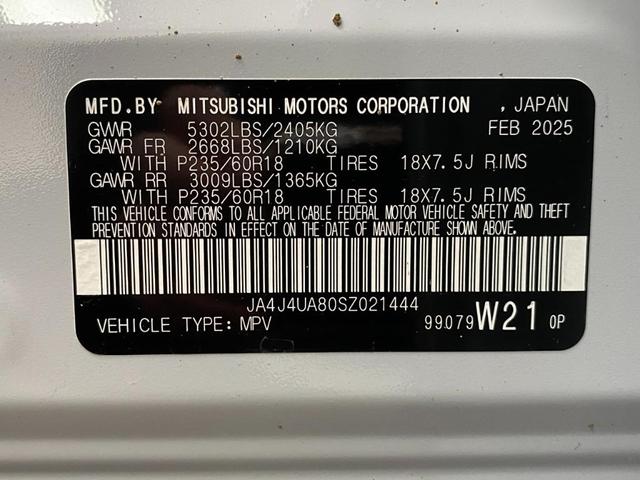 MFD.BY MITSUBISHI MOTORS CORPORATION , JAPAN
GVWR 5302LBS/2405KG FEB 2025
GAWR FR 2668LBS/1210KG
WITH P235/60R18 TIRES 18X7.5J RIMS
GAWR RR 3009LBS/1365KG
WITH P235/60R18 TIRES 18X7.5J RIMS
THIS VEHICLE CONFORMS TO ALL APPLICABLE FEDERAL MOTOR VEHICLE SAFETY AND THEFT
PREVENTION STANDARDS IN EFFECT ON THE DATE OF MANUFACTURE SHOWN ABOVE.
JA4J4UA80SZ021444
VEHICLE TYPE: MPV 99079 W21 0P